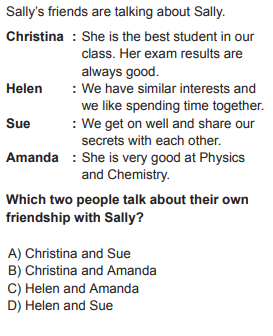 Sally's friends are talking about Sally.
Christina : She is the best student in our
class. Her exam results are
always good.
Helen : We have similar interests and
we like spending time together.
Sue : We get on well and share our
secrets with each other.
Amanda : She is very good at Physics
and Chemistry.
Which two people talk about their own
friendship with Sally?
A) Christina and Sue
B) Christina and Amanda
C) Helen and Amanda
D) Helen and Sue